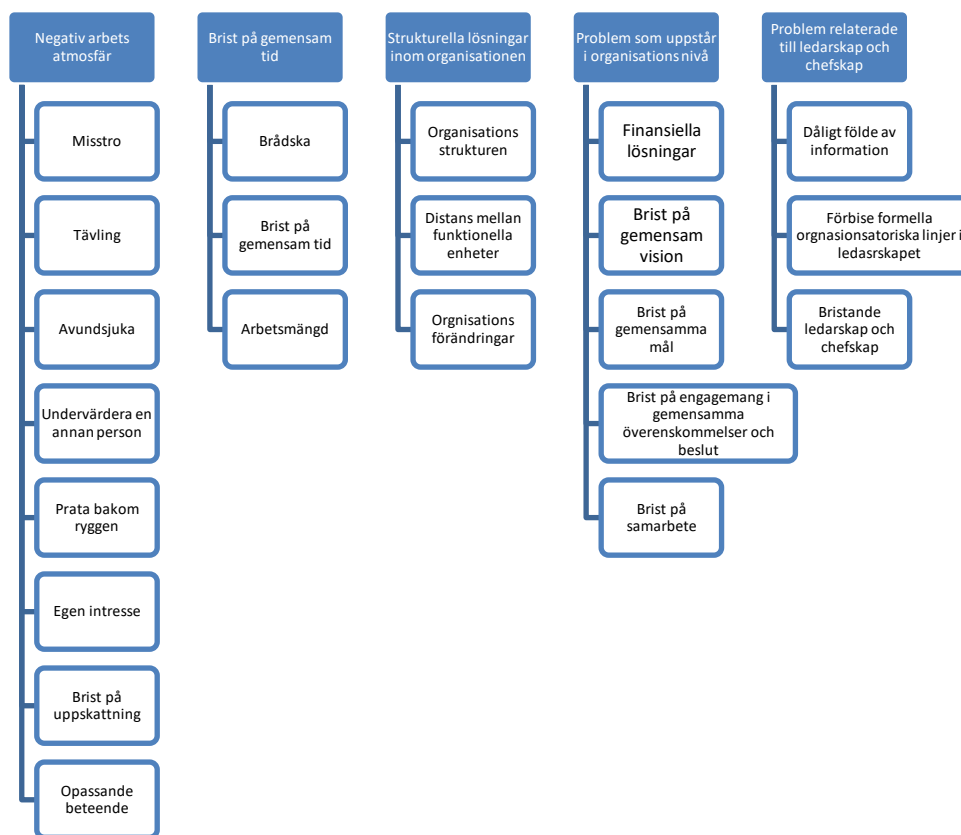 Negativ arbets
atmosfär
Misstro
Tävling
Avundsjuka
Undervärdera en
annan person
Prata bakom
ryggen
Egen intresse
Brist på
uppskattning
Opassande
beteende
Brist på gemensam
tid
Brådska
Brist på
gemensam tid
Arbetsmängd
Strukturella lösningar
inom organisationen
Organisations
strukturen
Distans mellan
funktionella
enheter
Orgnisations
förändringar
Problem som uppstår
i organisations nivå
Finansiella
lösningar
Brist på
gemensam
vision
Brist på
gemensamma
mål
Brist på engagemang i
gemensamma
överenskommelser och
beslut
Brist på
samarbete
Problem relaterade
till ledarskap och
chefskap
Dåligt följde av
information
Förbise formella
orgnasionsatoriska linjer i
ledasrskapet
Bristande
ledarskap och
chefskap